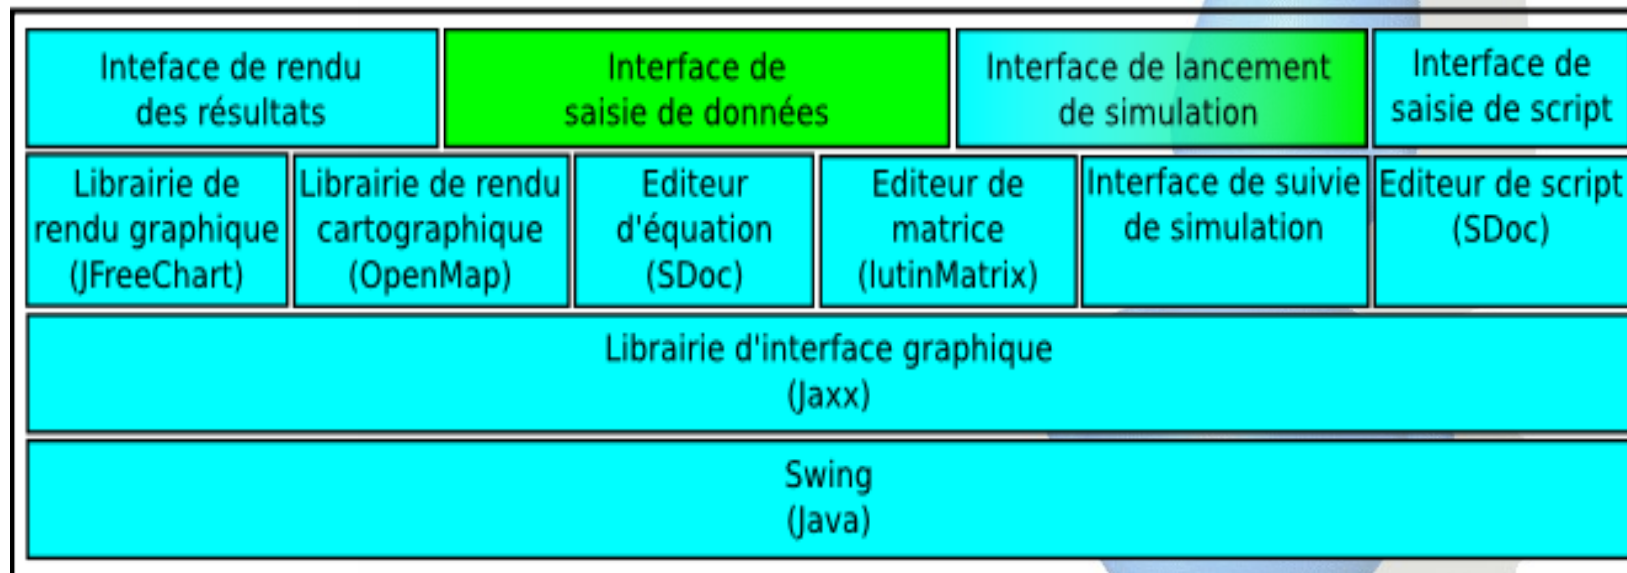 Inteface de rendu
des résultats
Interface de
saisie de données
Interface de lancement
de simulation
Interface de
saisie de script
Librairie de
rendu graphique
(JFreeChart)
Librairie de rendu
cartographique
(OpenMap)
Editeur
d'équation
(SDoc)
Editeur de
matrice
(lutinMatrix)
Interface de suivie
de simulation
Editeur de script
(SDoc)
Librairie d'interface graphique
(Jaxx)
Swing
(Java)